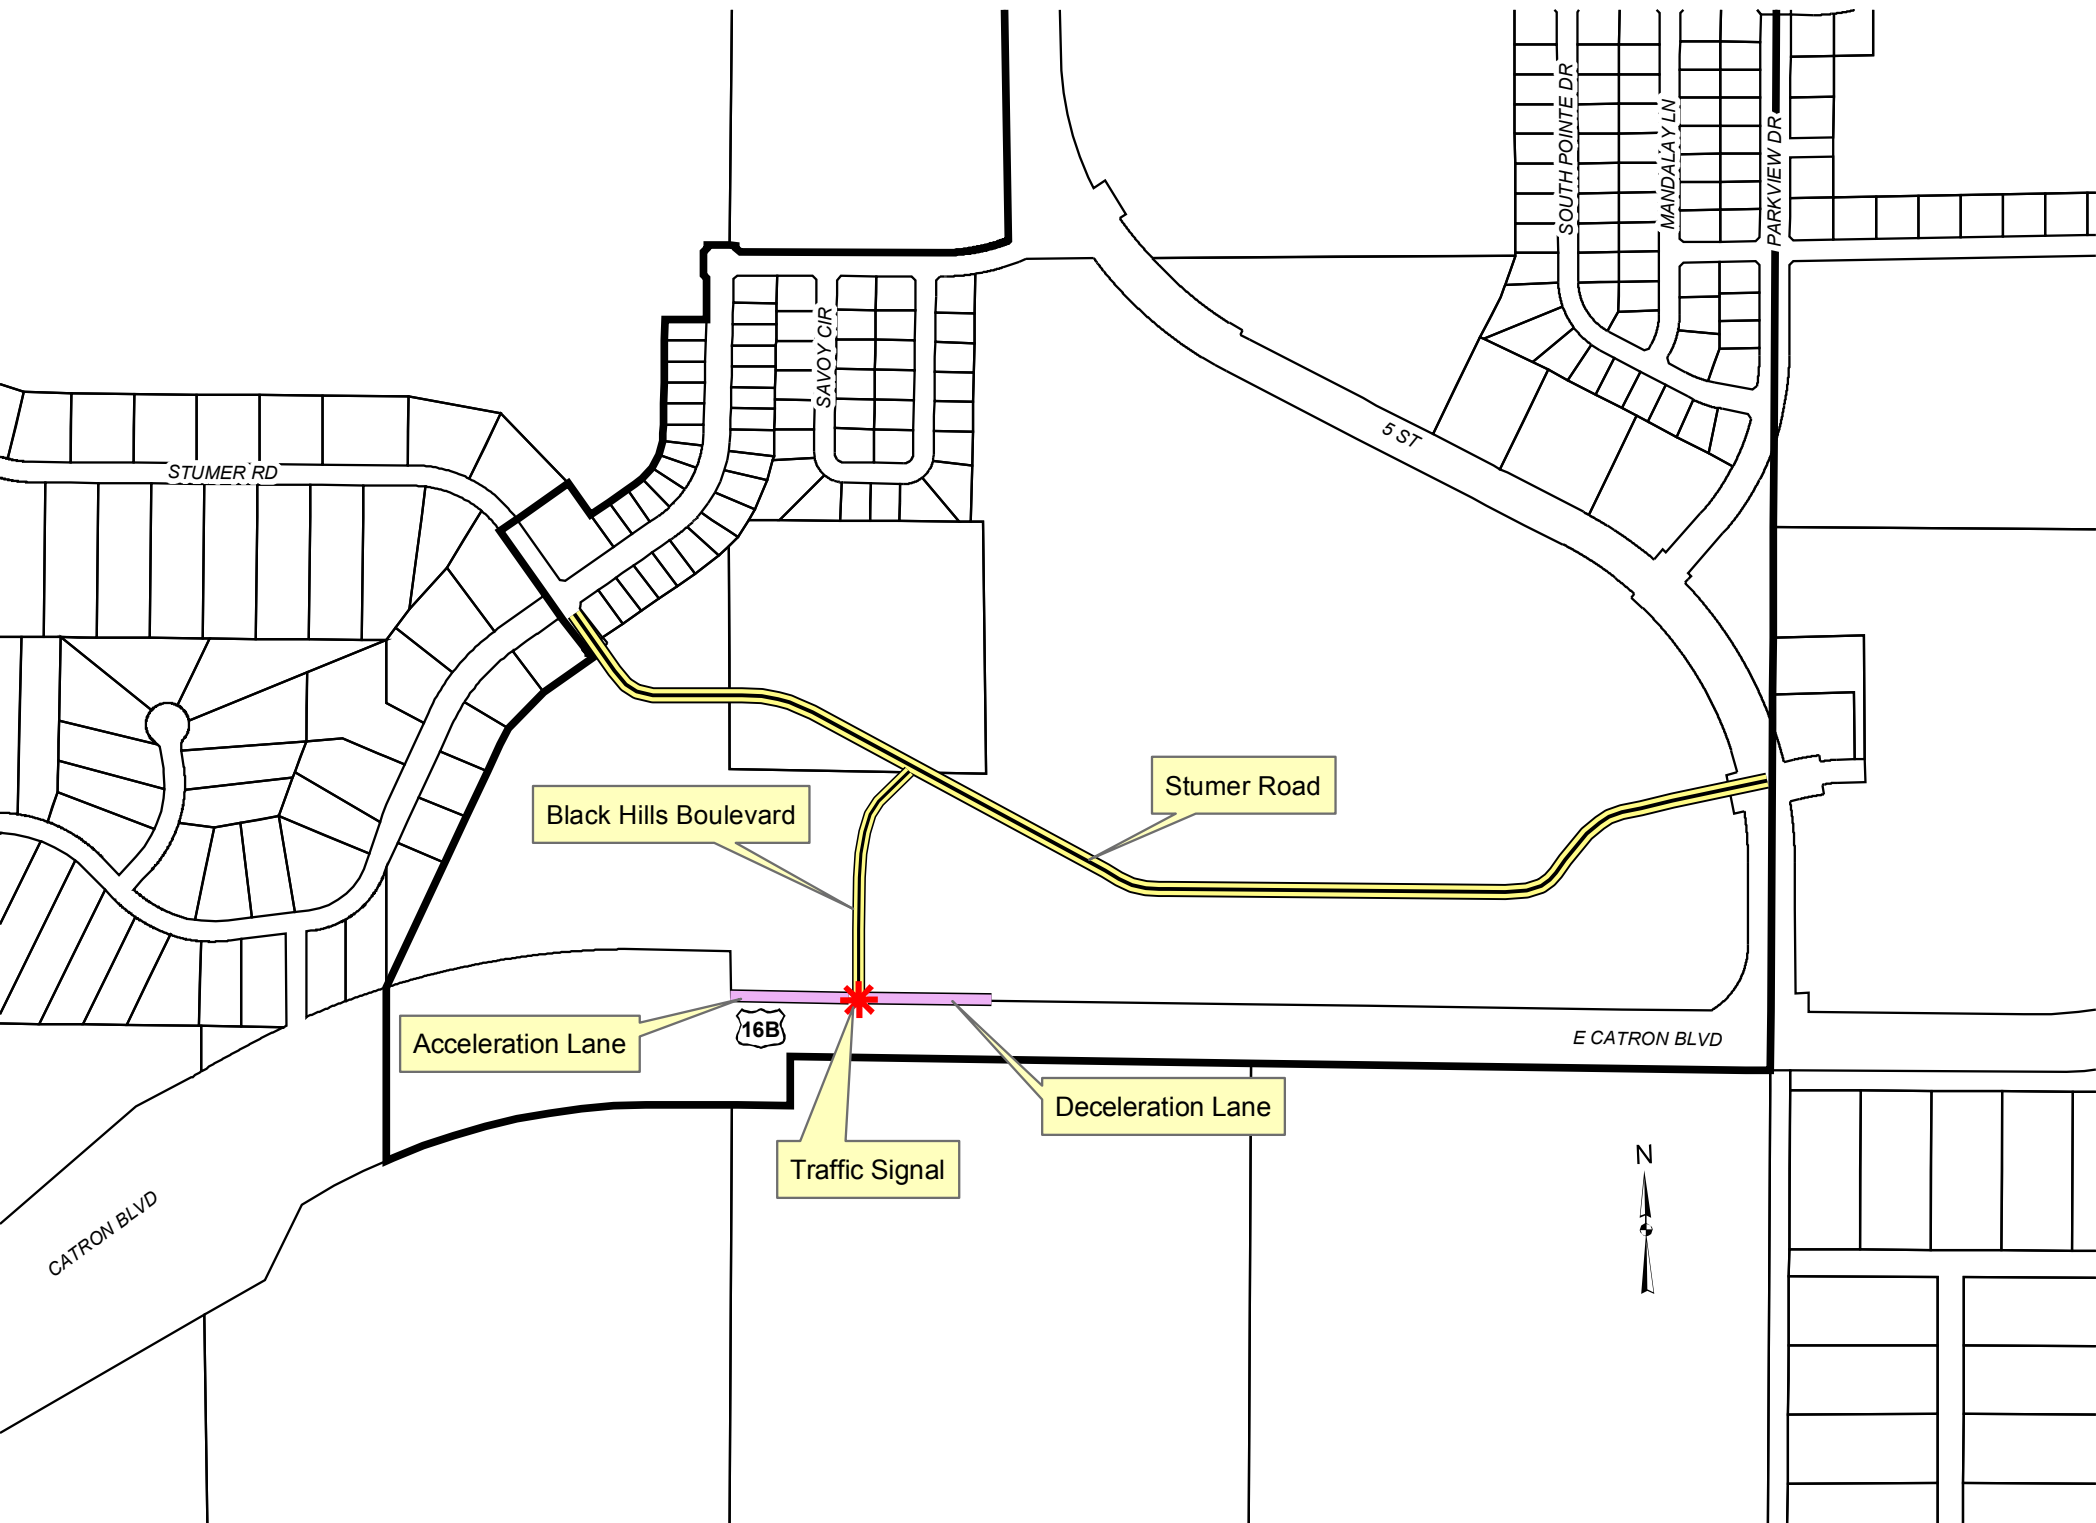 SOUTH POINTE DR
MANDALAY LN
PARKVIEW DR
SAVOY CIR
5 ST
STUMER RD
Stumer Road
Black Hills Boulevard
Acceleration Lane
16B
E CATRON BLVD
Deceleration Lane
Traffic Signal
N
CATRON BLVD